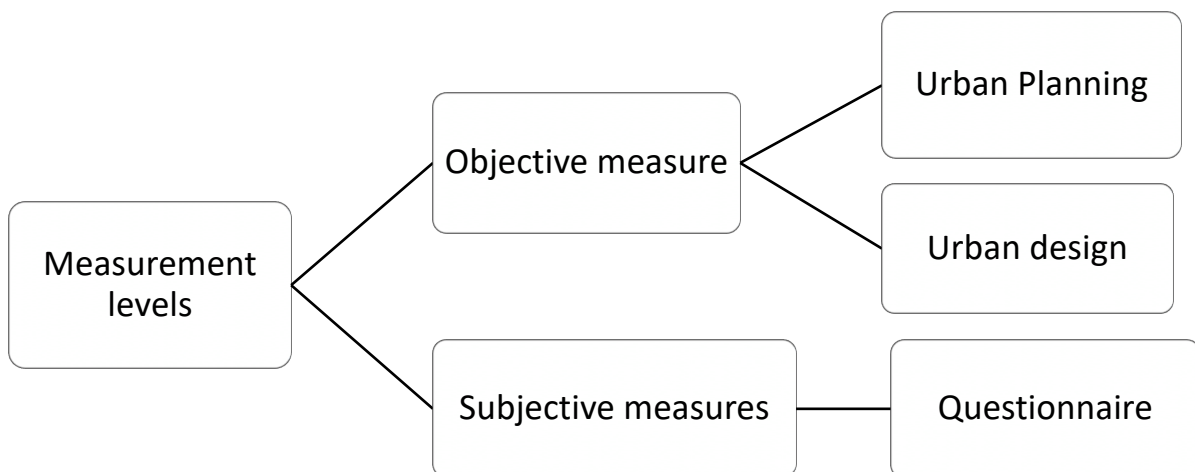 Measurement
levels
Objective measure
Urban Planning
Urban design
Subjective measures
Questionnaire